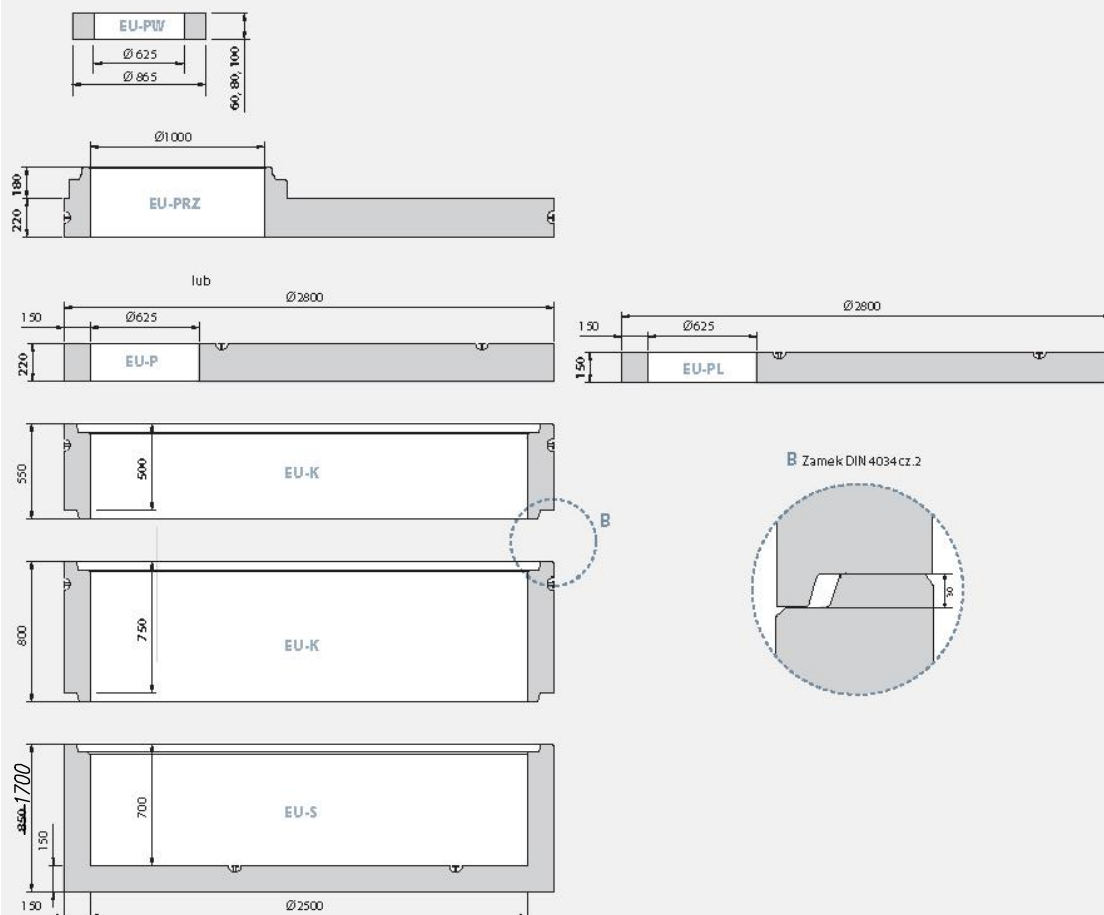 EU-PW
Ø 625
Ø 865
60, 80, 100
Ø1000
180
220
EU-PRZ
lub
Ø2800
150
Ø625
220
EU-P
Ø2800
150
Ø625
150
EU-PL
550
500
EU-K
B
B Zamek DIN 4034 cz.2
30
800
750
EU-K
850
1700
150
700
EU-S
150
Ø2500